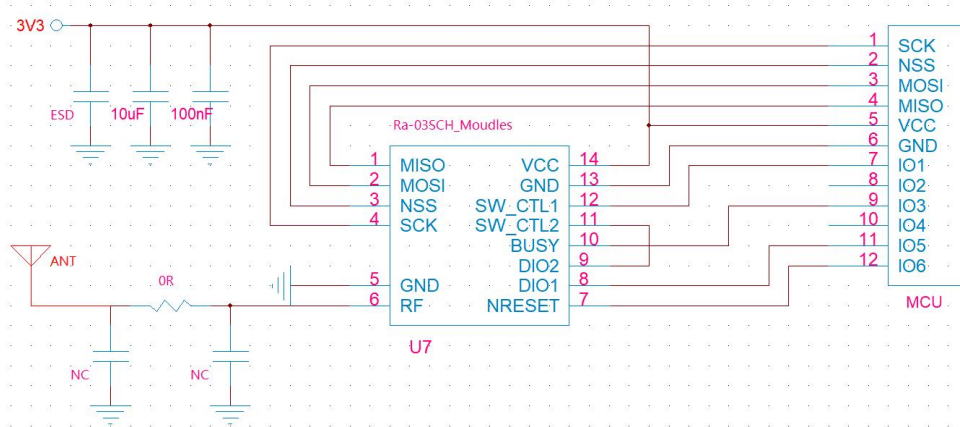 3V3
ESD
10uF
100nF
Ra-03SCH_Moudles
1 MISO
2 MOSI
3 NSS
4 SCK
5 GND
6 RF
VCC 14
GND 13
SW_CTL1 12
SW_CTL2 11
BUSY 10
DIO2 9
DIO1 8
NRESET 7
U7
1 SCK
2 NSS
3 MOSI
4 MISO
5 VCC
6 GND
7 IO1
8 IO2
9 IO3
10 IO4
11 IO5
12 IO6
MCU
ANT
0R
NC
NC